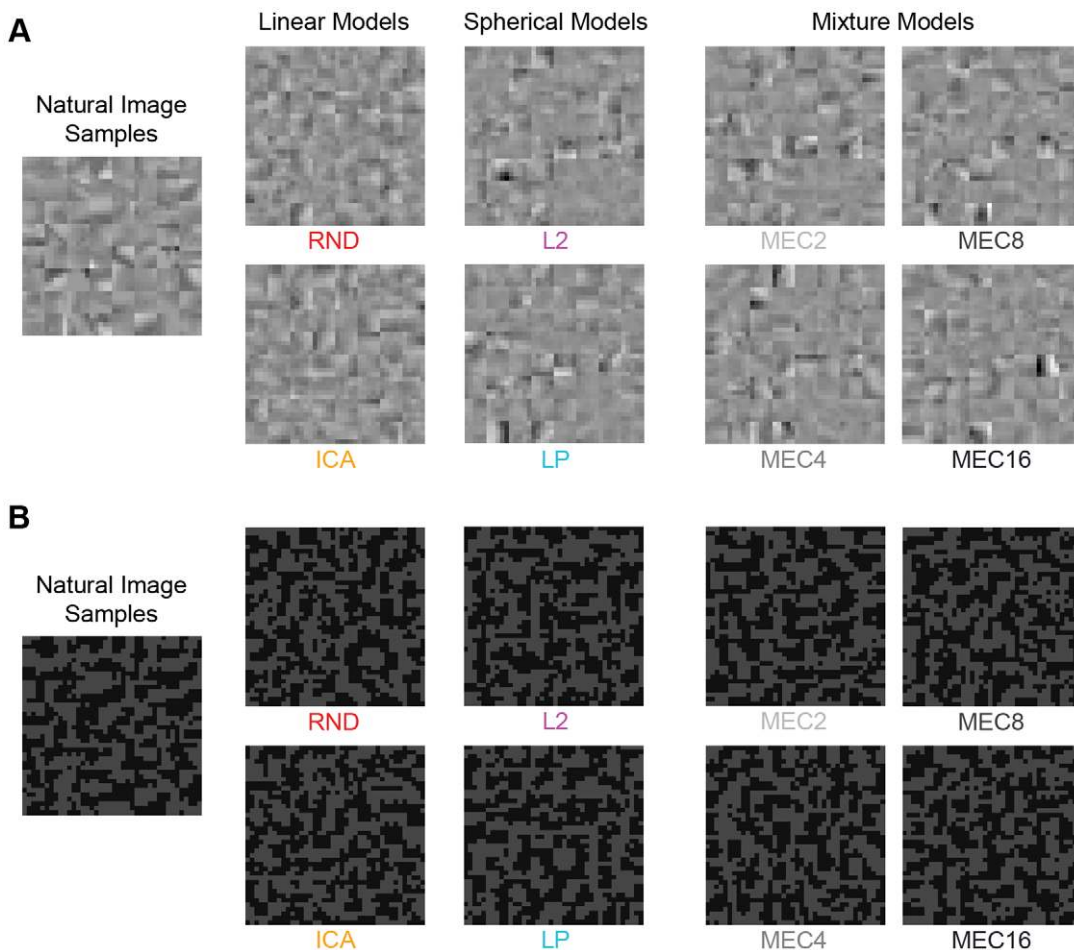 A
Linear Models
Spherical Models
Mixture Models
Natural Image
Samples
RND
L2
MEC2
MEC8
ICA
LP
MEC4
MEC16
B
Natural Image
Samples
RND
L2
MEC2
MEC8
ICA
LP
MEC4
MEC16